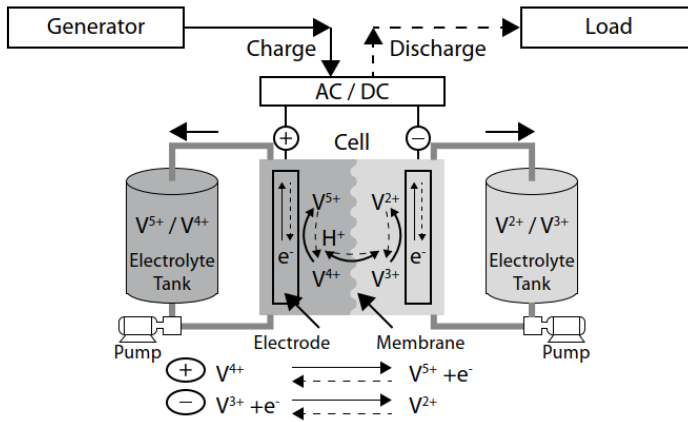 Generator
Load
Charge
Discharge
AC / DC
+
Cell
−
V⁵⁺ / V⁴⁺
Electrolyte
Tank
e⁻
V⁵⁺
H⁺
V⁴⁺
V²⁺
V³⁺
e⁻
V²⁺ / V³⁺
Electrolyte
Tank
Pump
Electrode
Membrane
Pump
+ V⁴⁺ V⁵⁺ +e⁻
− V³⁺ +e⁻ V²⁺